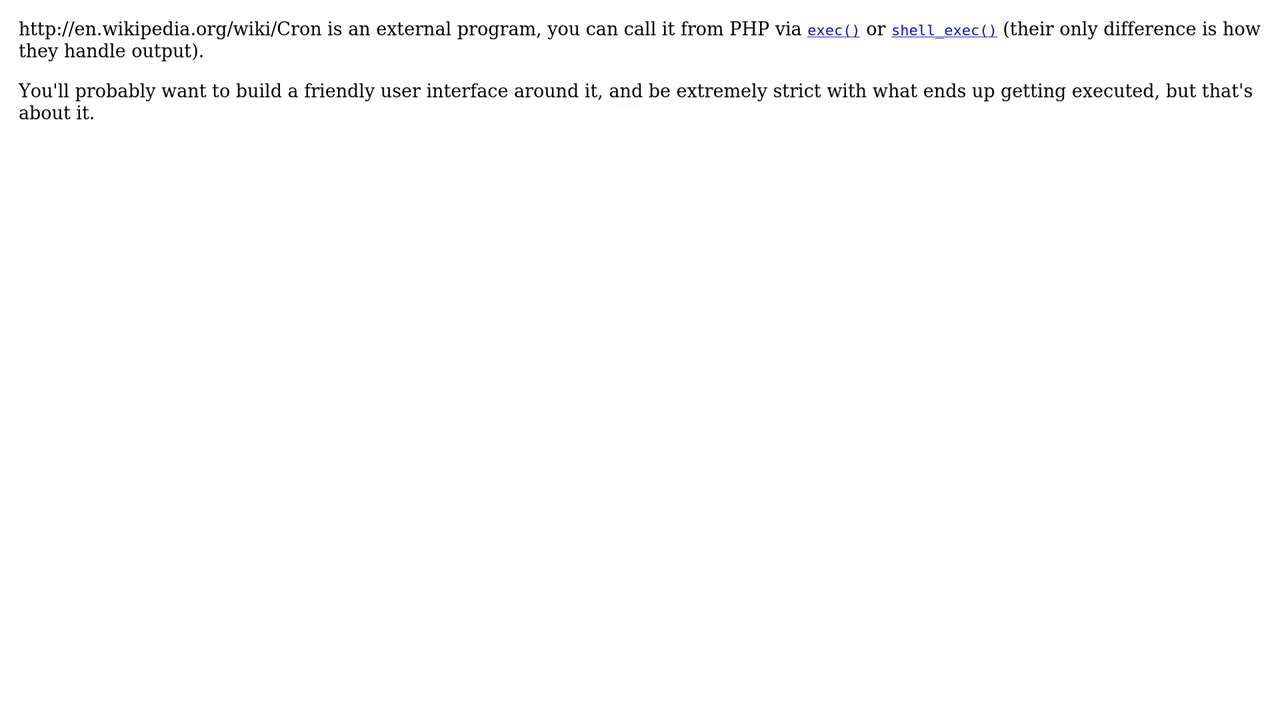 http://en.wikipedia.org/wiki/Cron is an external program, you can call it from PHP via exec() or shell_exec() (their only difference is how
they handle output).
You'll probably want to build a friendly user interface around it, and be extremely strict with what ends up getting executed, but that's
about it.